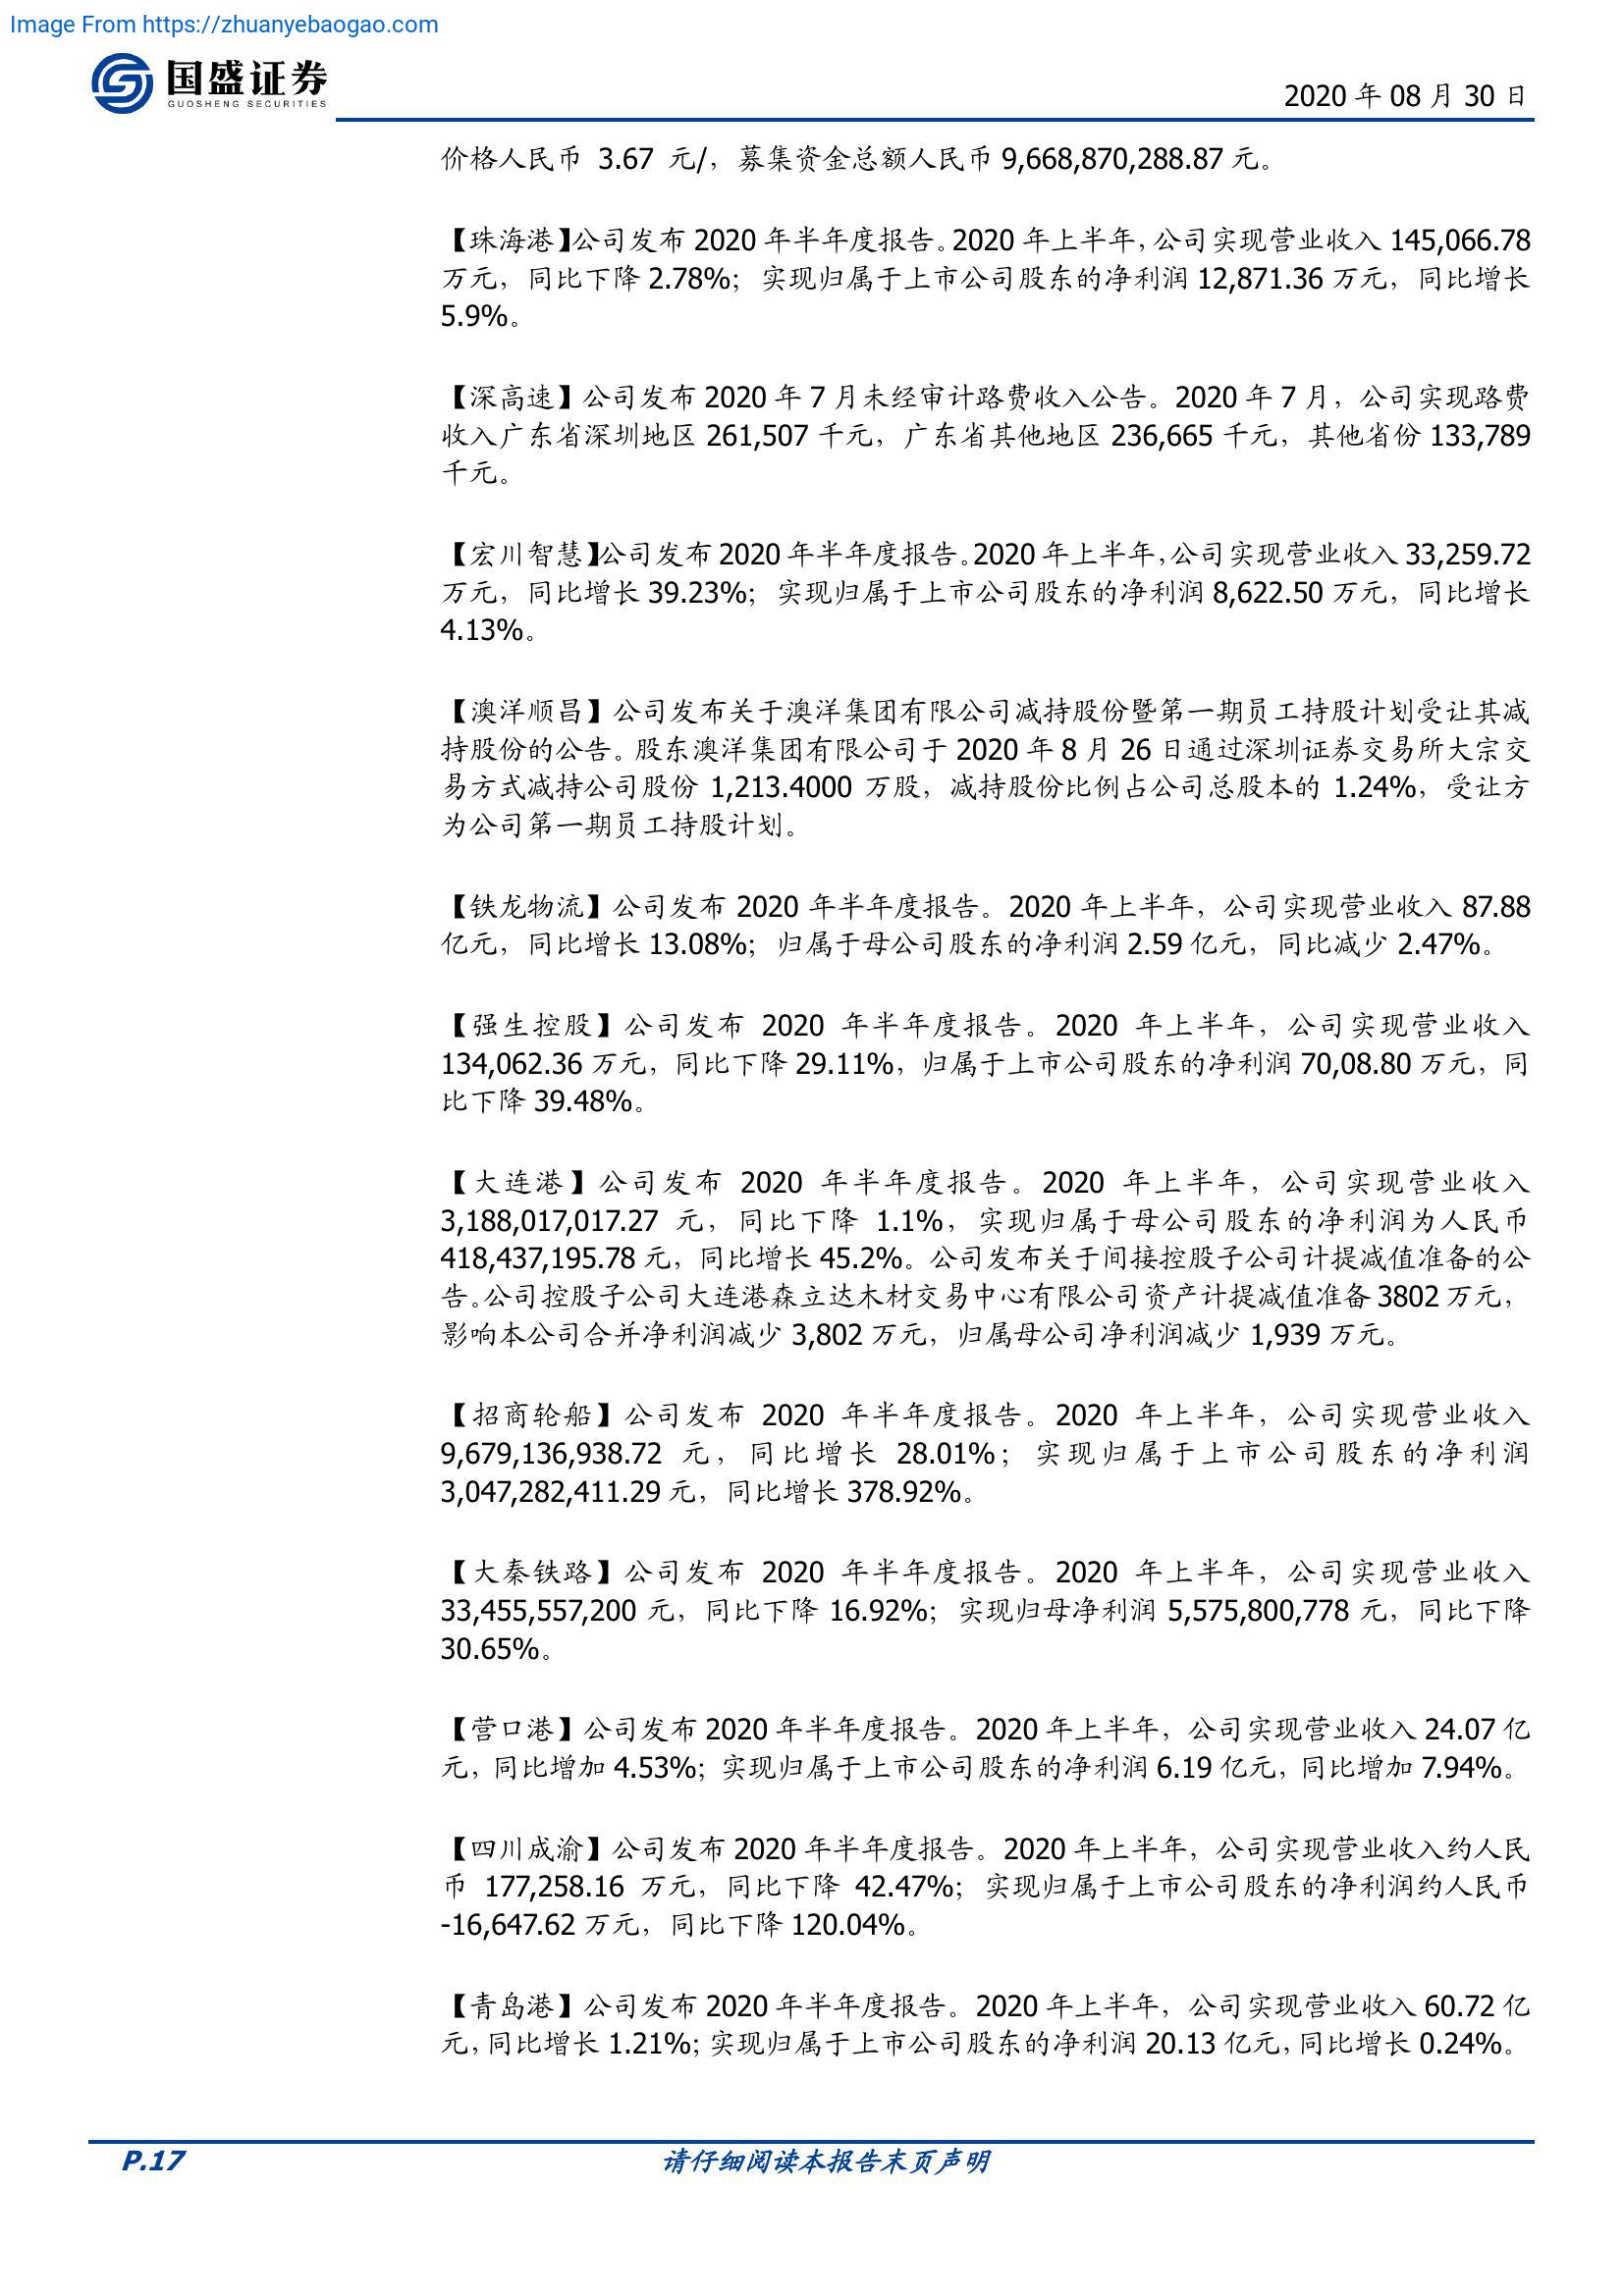 Image From https://zhuanyebaogao.com
国盛证券
GUOSHENG SECURITIES
2020 年 08 月 30 日
价格人民币 3.67 元/，募集资金总额人民币 9,668,870,288.87 元。
【珠海港】公司发布 2020 年半年度报告。2020 年上半年，公司实现营业收入 145,066.78
万元，同比下降 2.78%；实现归属于上市公司股东的净利润 12,871.36 万元，同比增长
5.9%。
【深高速】公司发布 2020 年 7 月未经审计路费收入公告。2020 年 7 月，公司实现路费
收入广东省深圳地区 261,507 千元，广东省其他地区 236,665 千元，其他省份 133,789
千元。
【宏川智慧】公司发布 2020 年半年度报告。2020 年上半年，公司实现营业收入 33,259.72
万元，同比增长 39.23%；实现归属于上市公司股东的净利润 8,622.50 万元，同比增长
4.13%。
【澳洋顺昌】公司发布关于澳洋集团有限公司减持股份暨第一期员工持股计划受让其减
持股份的公告。股东澳洋集团有限公司于 2020 年 8 月 26 日通过深圳证券交易所大宗交
易方式减持公司股份 1,213.4000 万股，减持股份比例占公司总股本的 1.24%，受让方
为公司第一期员工持股计划。
【铁龙物流】公司发布 2020 年半年度报告。2020 年上半年，公司实现营业收入 87.88
亿元，同比增长 13.08%；归属于母公司股东的净利润 2.59 亿元，同比减少 2.47%。
【强生控股】公司发布 2020 年半年度报告。2020 年上半年，公司实现营业收入
134,062.36 万元，同比下降 29.11%，归属于上市公司股东的净利润 70,08.80 万元，同
比下降 39.48%。
【大连港】公司发布 2020 年半年度报告。2020 年上半年，公司实现营业收入
3,188,017,017.27 元，同比下降 1.1%，实现归属于母公司股东的净利润为人民币
418,437,195.78 元，同比增长 45.2%。公司发布关于间接控股子公司计提减值准备的公
告。公司控股子公司大连港森立达木材交易中心有限公司资产计提减值准备 3802 万元，
影响本公司合并净利润减少 3,802 万元，归属母公司净利润减少 1,939 万元。
【招商轮船】公司发布 2020 年半年度报告。2020 年上半年，公司实现营业收入
9,679,136,938.72 元，同比增长 28.01%；实现归属于上市公司股东的净利润
3,047,282,411.29 元，同比增长 378.92%。
【大秦铁路】公司发布 2020 年半年度报告。2020 年上半年，公司实现营业收入
33,455,557,200 元，同比下降 16.92%；实现归母净利润 5,575,800,778 元，同比下降
30.65%。
【营口港】公司发布 2020 年半年度报告。2020 年上半年，公司实现营业收入 24.07 亿
元，同比增加 4.53%；实现归属于上市公司股东的净利润 6.19 亿元，同比增加 7.94%。
【四川成渝】公司发布 2020 年半年度报告。2020 年上半年，公司实现营业收入约人民
币 177,258.16 万元，同比下降 42.47%；实现归属于上市公司股东的净利润约人民币
-16,647.62 万元，同比下降 120.04%。
【青岛港】公司发布 2020 年半年度报告。2020 年上半年，公司实现营业收入 60.72 亿
元，同比增长 1.21%；实现归属于上市公司股东的净利润 20.13 亿元，同比增长 0.24%。
P.17
请仔细阅读本报告末页声明